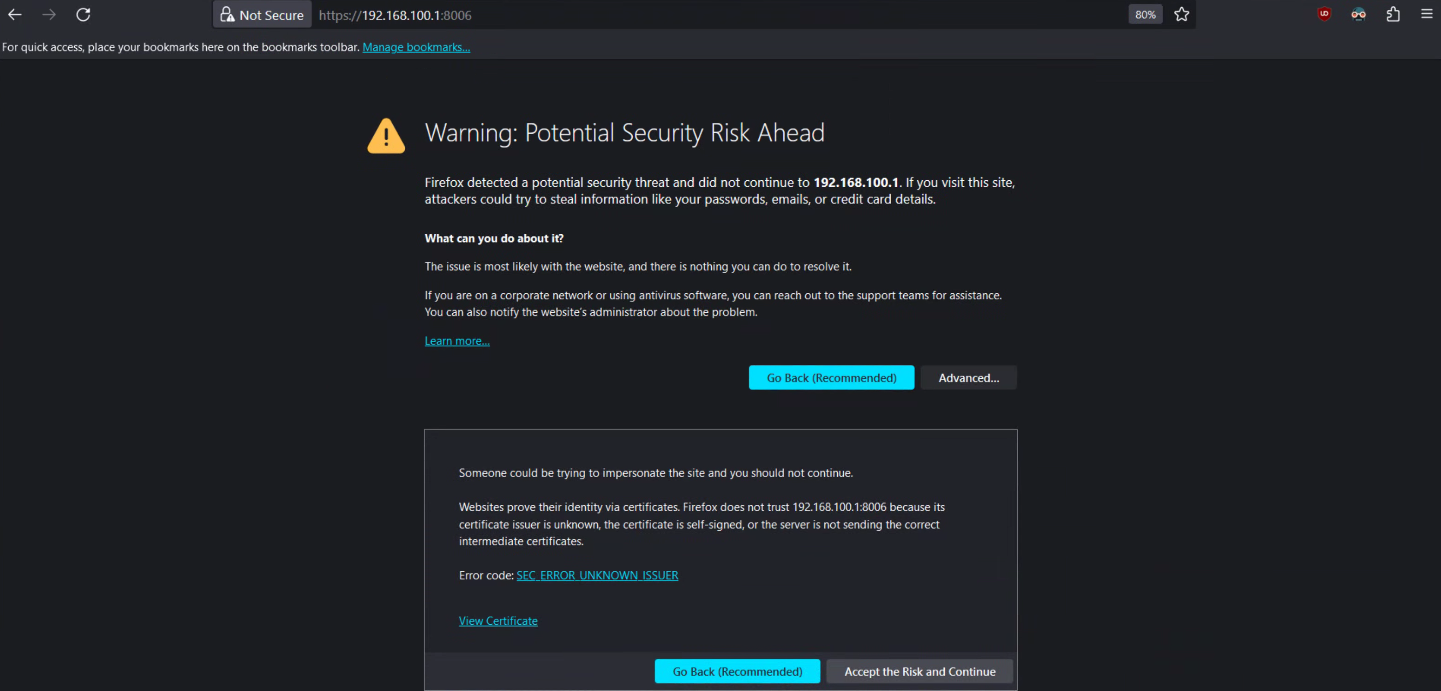 Not Secure https://192.168.100.1:8006 80% UD
For quick access, place your bookmarks here on the bookmarks toolbar. Manage bookmarks...
Warning: Potential Security Risk Ahead
Firefox detected a potential security threat and did not continue to 192.168.100.1. If you visit this site,
attackers could try to steal information like your passwords, emails, or credit card details.
What can you do about it?
The issue is most likely with the website, and there is nothing you can do to resolve it.
If you are on a corporate network or using antivirus software, you can reach out to the support teams for assistance.
You can also notify the website's administrator about the problem.
Learn more...
Go Back (Recommended) Advanced...
Someone could be trying to impersonate the site and you should not continue.
Websites prove their identity via certificates. Firefox does not trust 192.168.100.1:8006 because its
certificate issuer is unknown, the certificate is self-signed, or the server is not sending the correct
intermediate certificates.
Error code: SEC_ERROR_UNKNOWN_ISSUER
View Certificate
Go Back (Recommended) Accept the Risk and Continue